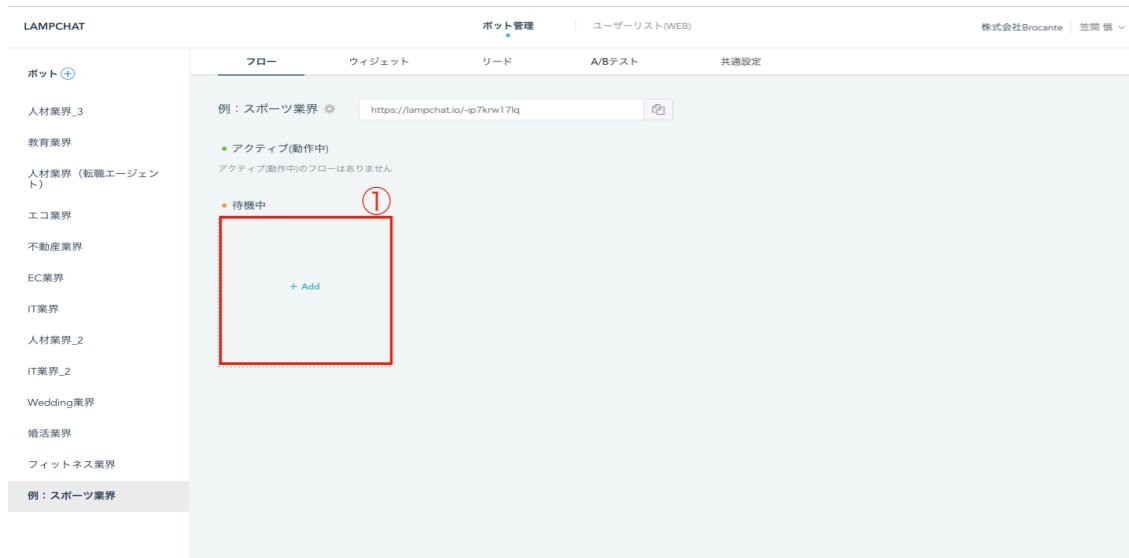 LAMPCHAT
ボット管理
ユーザーリスト(WEB)
株式会社Brocante
笠間 慎
ボット
フロー
ウィジェット
リード
A/Bテスト
共通設定
人材業界_3
教育業界
人材業界（転職エージェン
ト）
エコ業界
不動産業界
EC業界
IT業界
人材業界_2
IT業界_2
Wedding業界
婚活業界
フィットネス業界
例：スポーツ業界
例：スポーツ業界
https://lampchat.io/-ip7krw17lq
アクティブ(動作中)
アクティブ(動作中)のフローはありません
待機中
①
+ Add